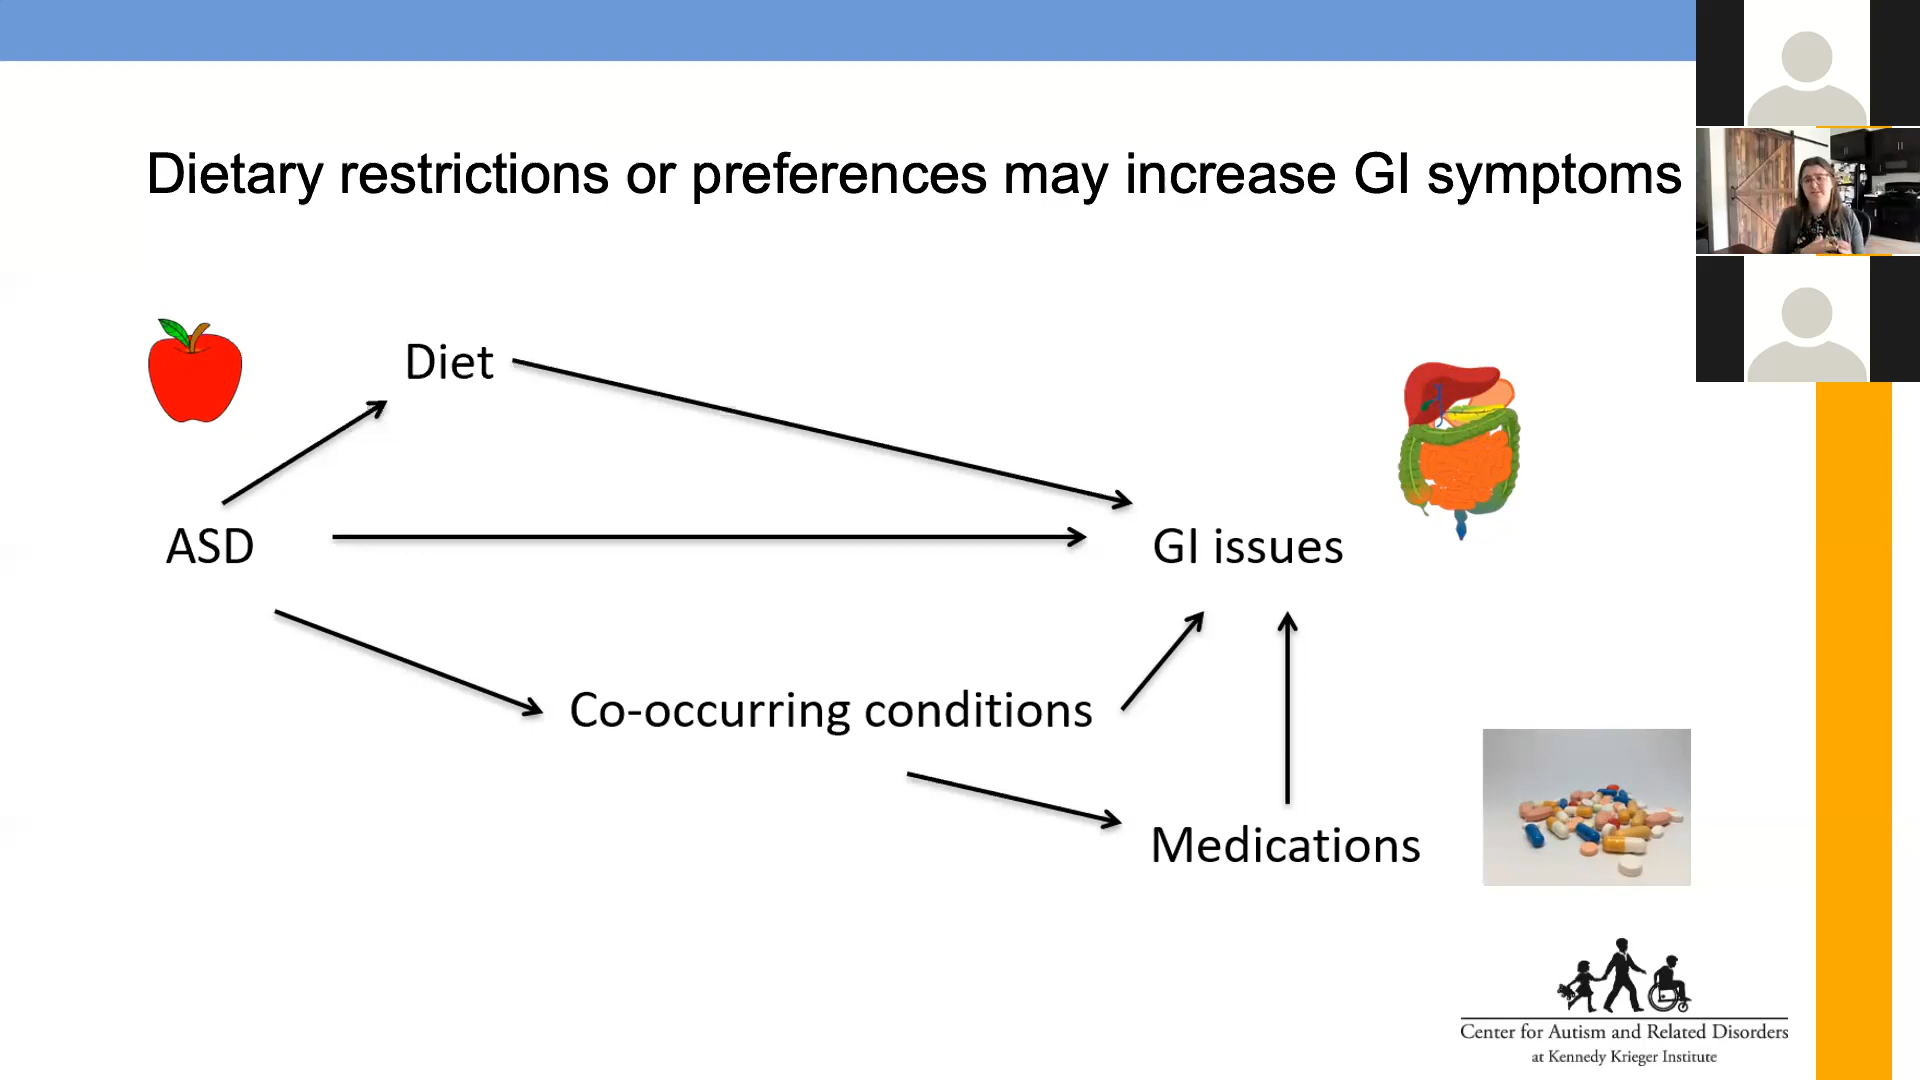 Dietary restrictions or preferences may increase GI symptoms
Diet
ASD
GI issues
Co-occurring conditions
Medications
Center for Autism and Related Disorders
at Kennedy Krieger Institute